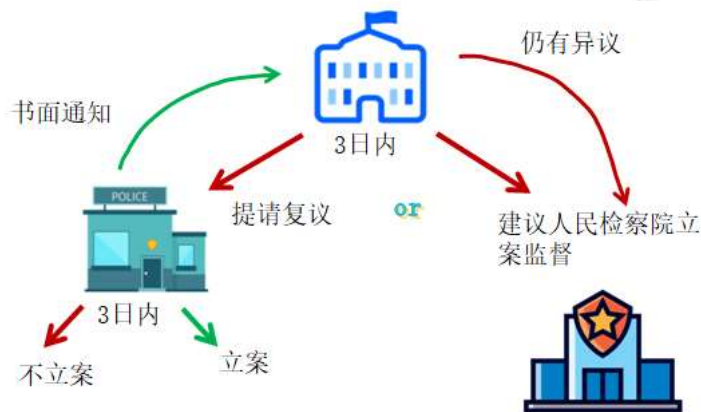 仍有异议
书面通知
3日内
POLICE
提请复议
or
建议人民检察院立
案监督
3日内
不立案
立案